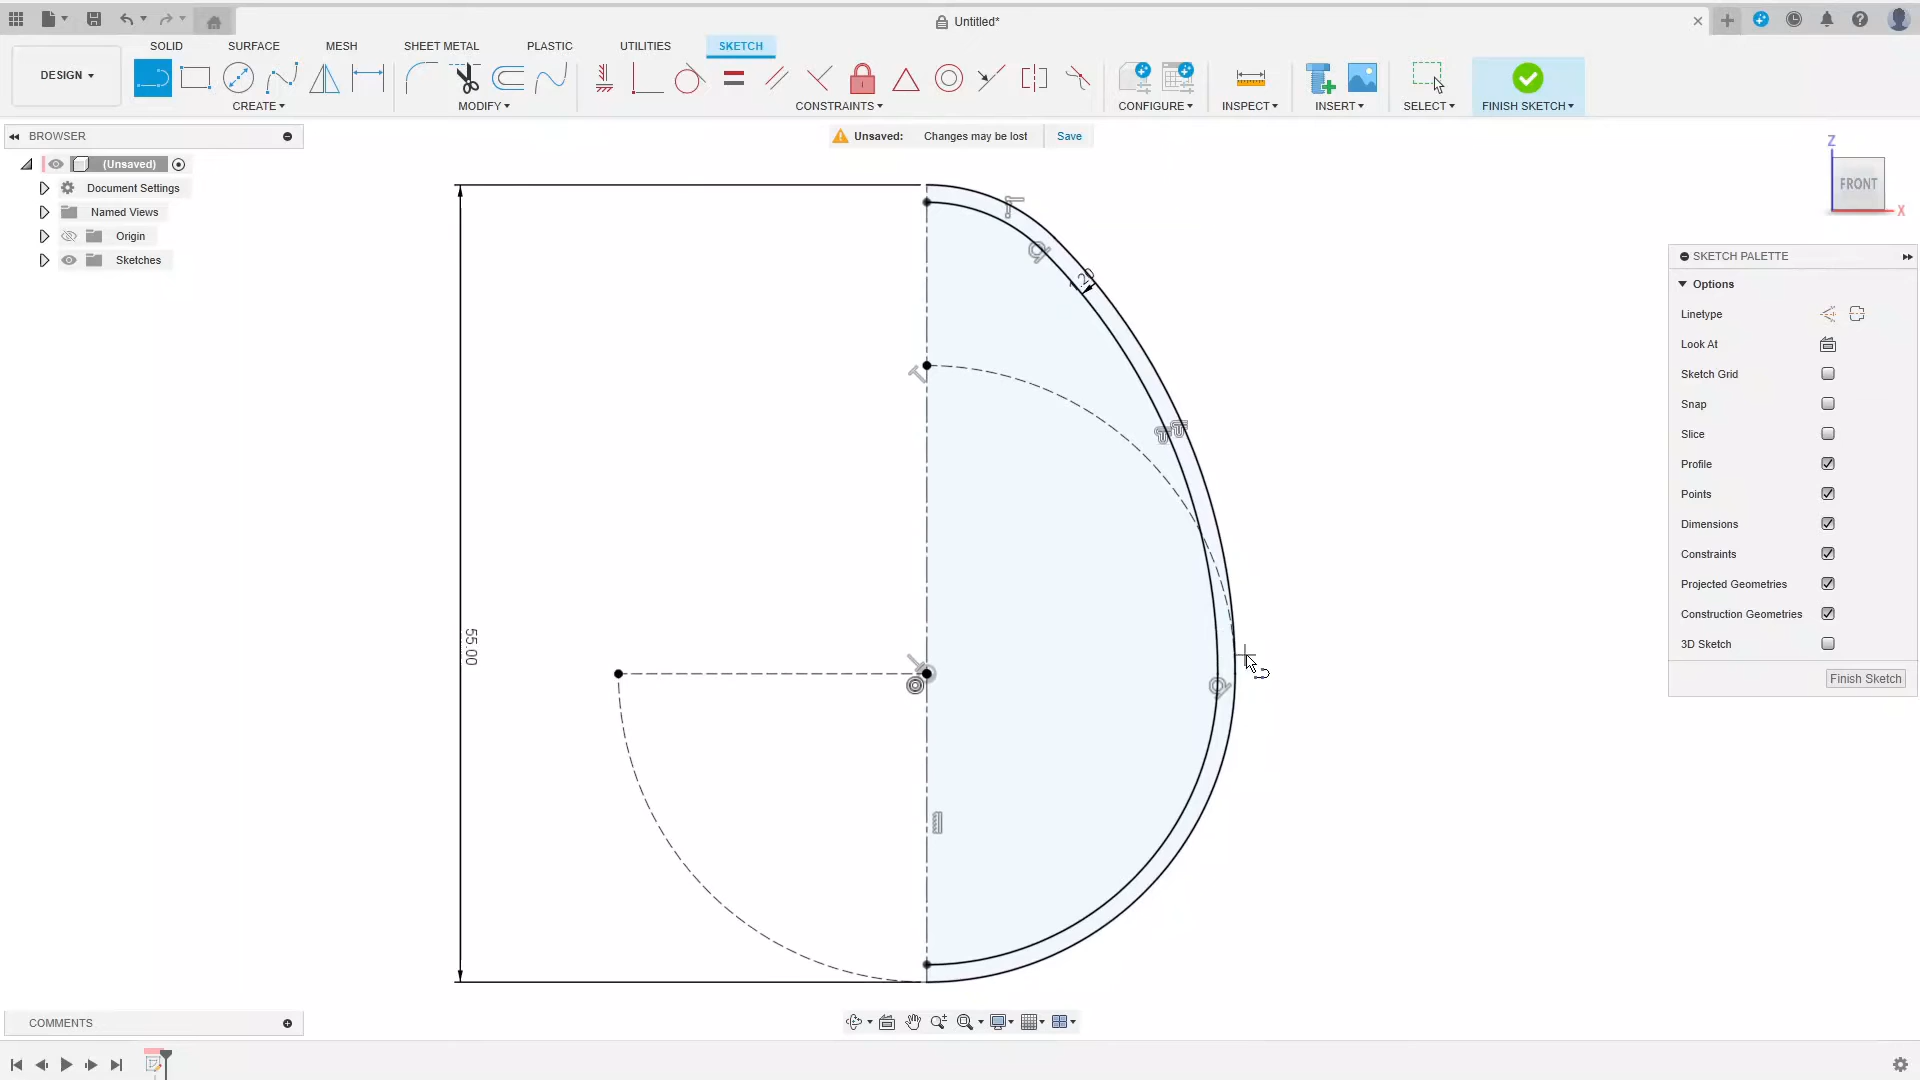 Untitled*
DESIGN
SOLID
SURFACE
MESH
SHEET METAL
PLASTIC
UTILITIES
SKETCH
CREATE
MODIFY
CONSTRAINTS
CONFIGURE
INSPECT
INSERT
SELECT
FINISH SKETCH
BROWSER
Unsaved: Changes may be lost Save
(Unsaved)
Document Settings
Named Views
Origin
Sketches
Z
FRONT
X
SKETCH PALETTE
Options
Linetype
Look At
Sketch Grid
Snap
Slice
Profile
Points
Dimensions
Constraints
Projected Geometries
Construction Geometries
3D Sketch
Finish Sketch
55.00
COMMENTS